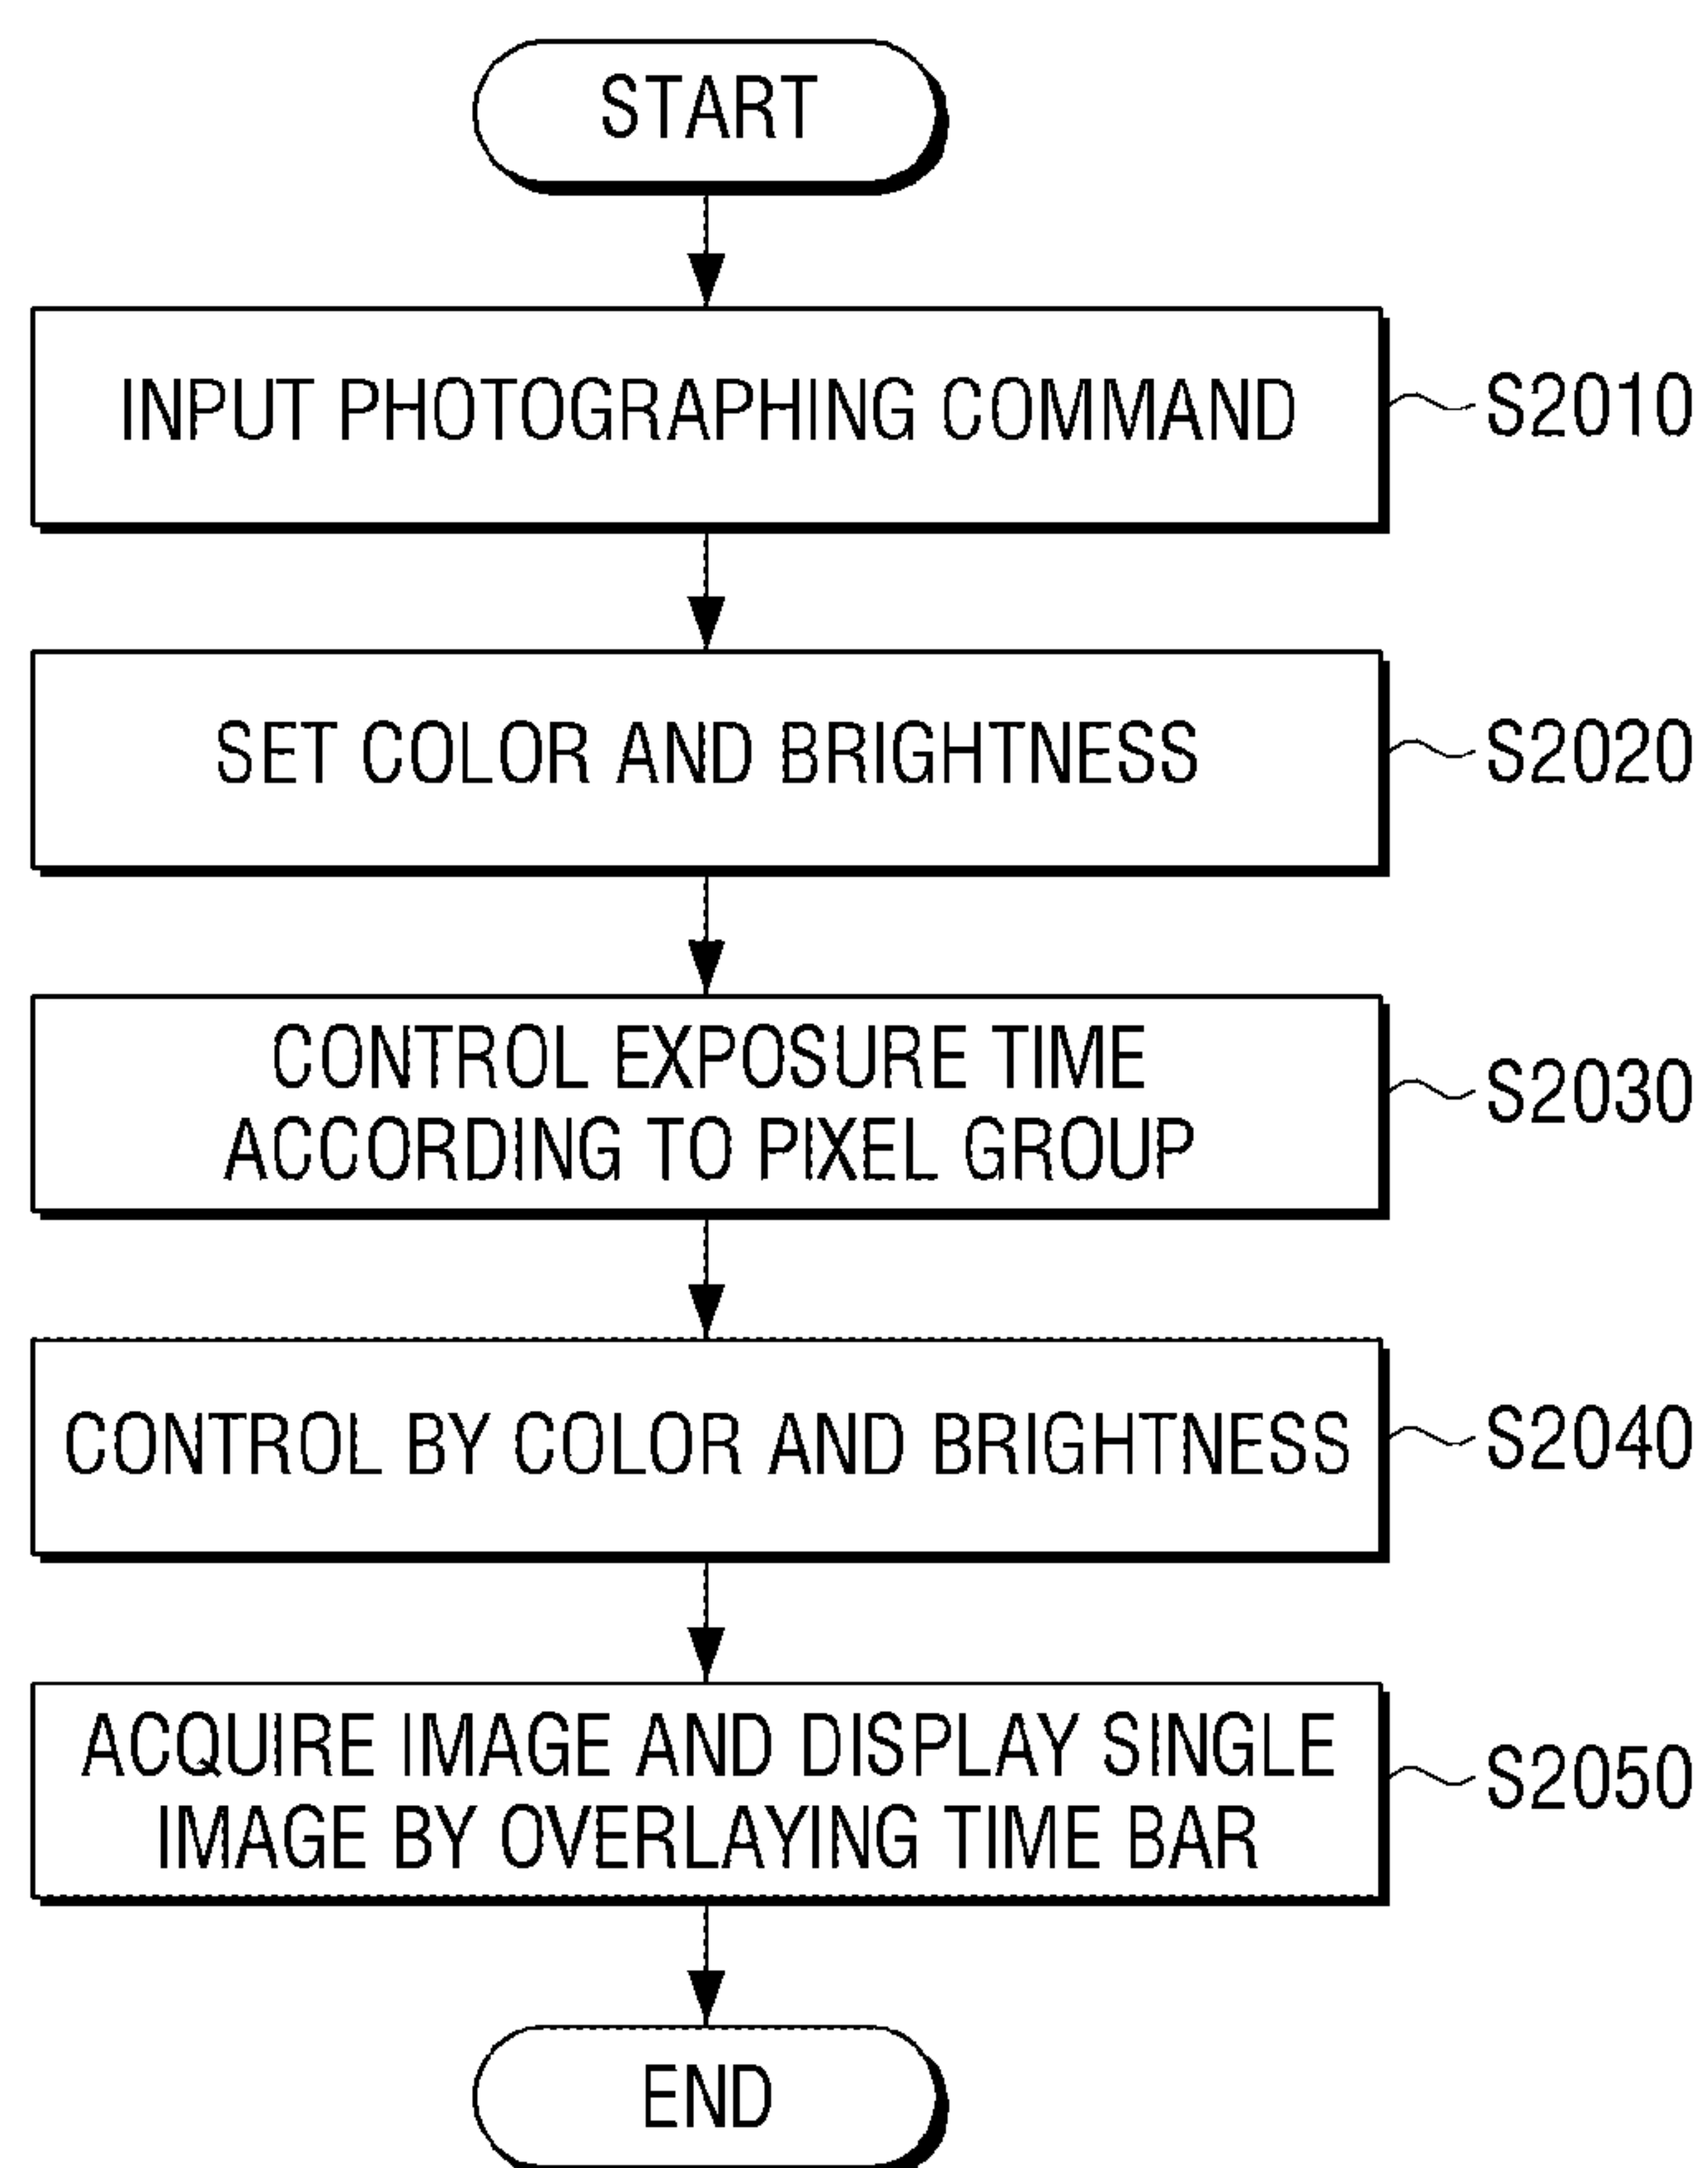 START
INPUT PHOTOGRAPHING COMMAND
S2010
SET COLOR AND BRIGHTNESS
S2020
CONTROL EXPOSURE TIME
ACCORDING TO PIXEL GROUP
S2030
CONTROL BY COLOR AND BRIGHTNESS
S2040
ACQUIRE IMAGE AND DISPLAY SINGLE
IMAGE BY OVERLAYING TIME BAR
S2050
END